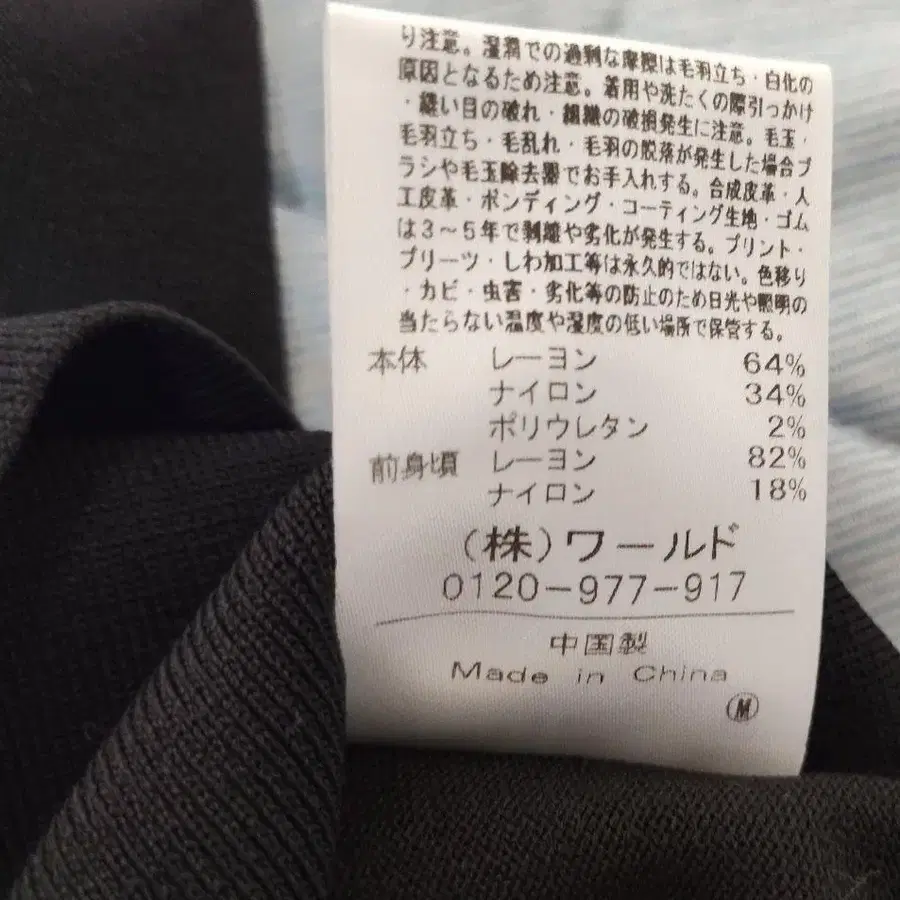 り注意。湿潤での過剰な摩擦は毛羽立ち・白化の
原因となるため注意。着用や洗たくの際引っかけ
・縫い目の破れ・組織の破損発生に注意。毛玉・
毛羽立ち・毛乱れ・毛羽の脱落が発生した場合ブ
ラシや毛玉除去器でお手入れする。合成皮革・人
工皮革・ボンディング・コーティング生地・ゴム
は3~5年で剥離や劣化が発生する。プリント・
プリーツ・しわ加工等は永久的ではない。色移り
・カビ・虫害・劣化等の防止のため日光や照明の
当たらない温度や湿度の低い場所で保管する。
本体 レーヨン 64%
ナイロン 34%
ポリウレタン 2%
前身頃 レーヨン 82%
ナイロン 18%
(株)ワールド
0120-977-917
中国製
Made in China
M